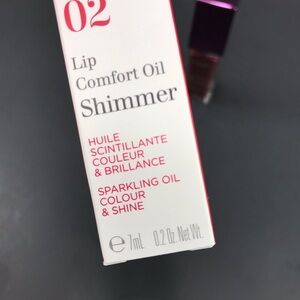 02
Lip
Comfort Oil
Shimmer
HUILE
SCINTILLANTE
COULEUR
& BRILLANCE
SPARKLING OIL
COLOUR
& SHINE
℮ 7mL 0.2 Oz. Net Wt.